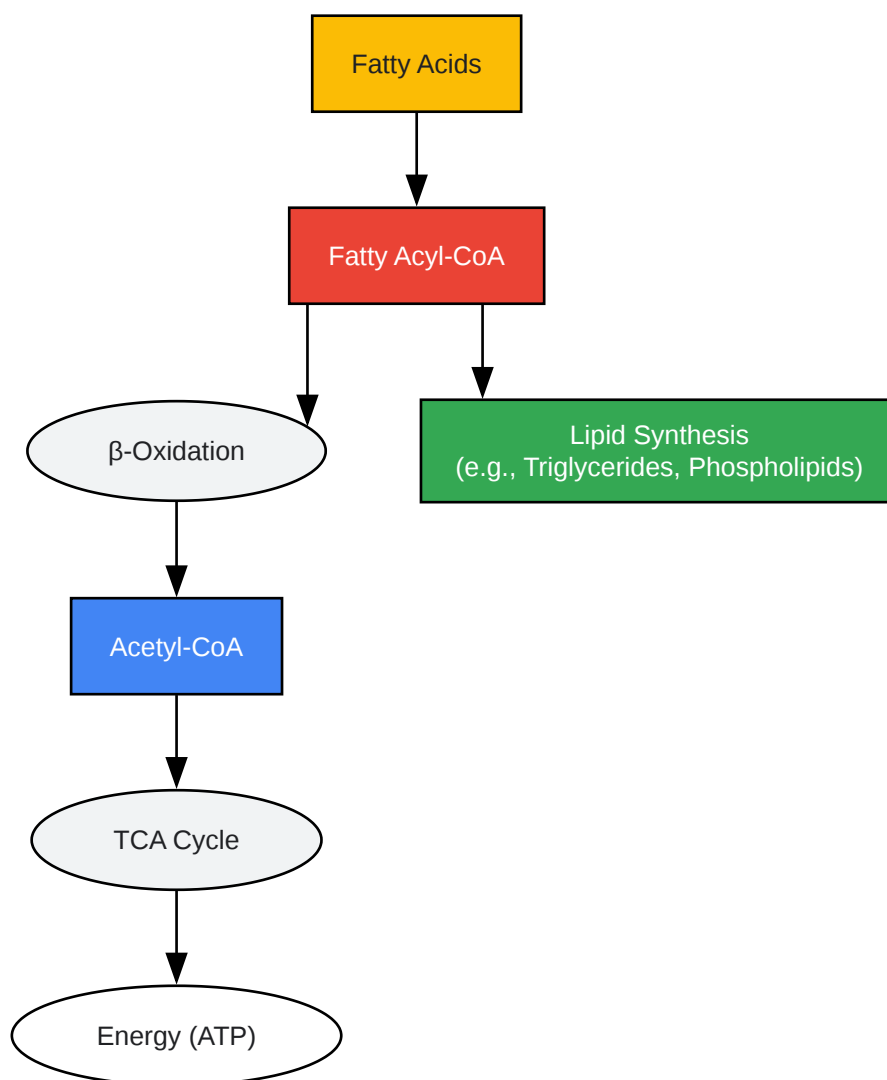 Fatty Acids
Fatty Acyl-CoA
β-Oxidation
Lipid Synthesis
(e.g., Triglycerides, Phospholipids)
Acetyl-CoA
TCA Cycle
Energy (ATP)